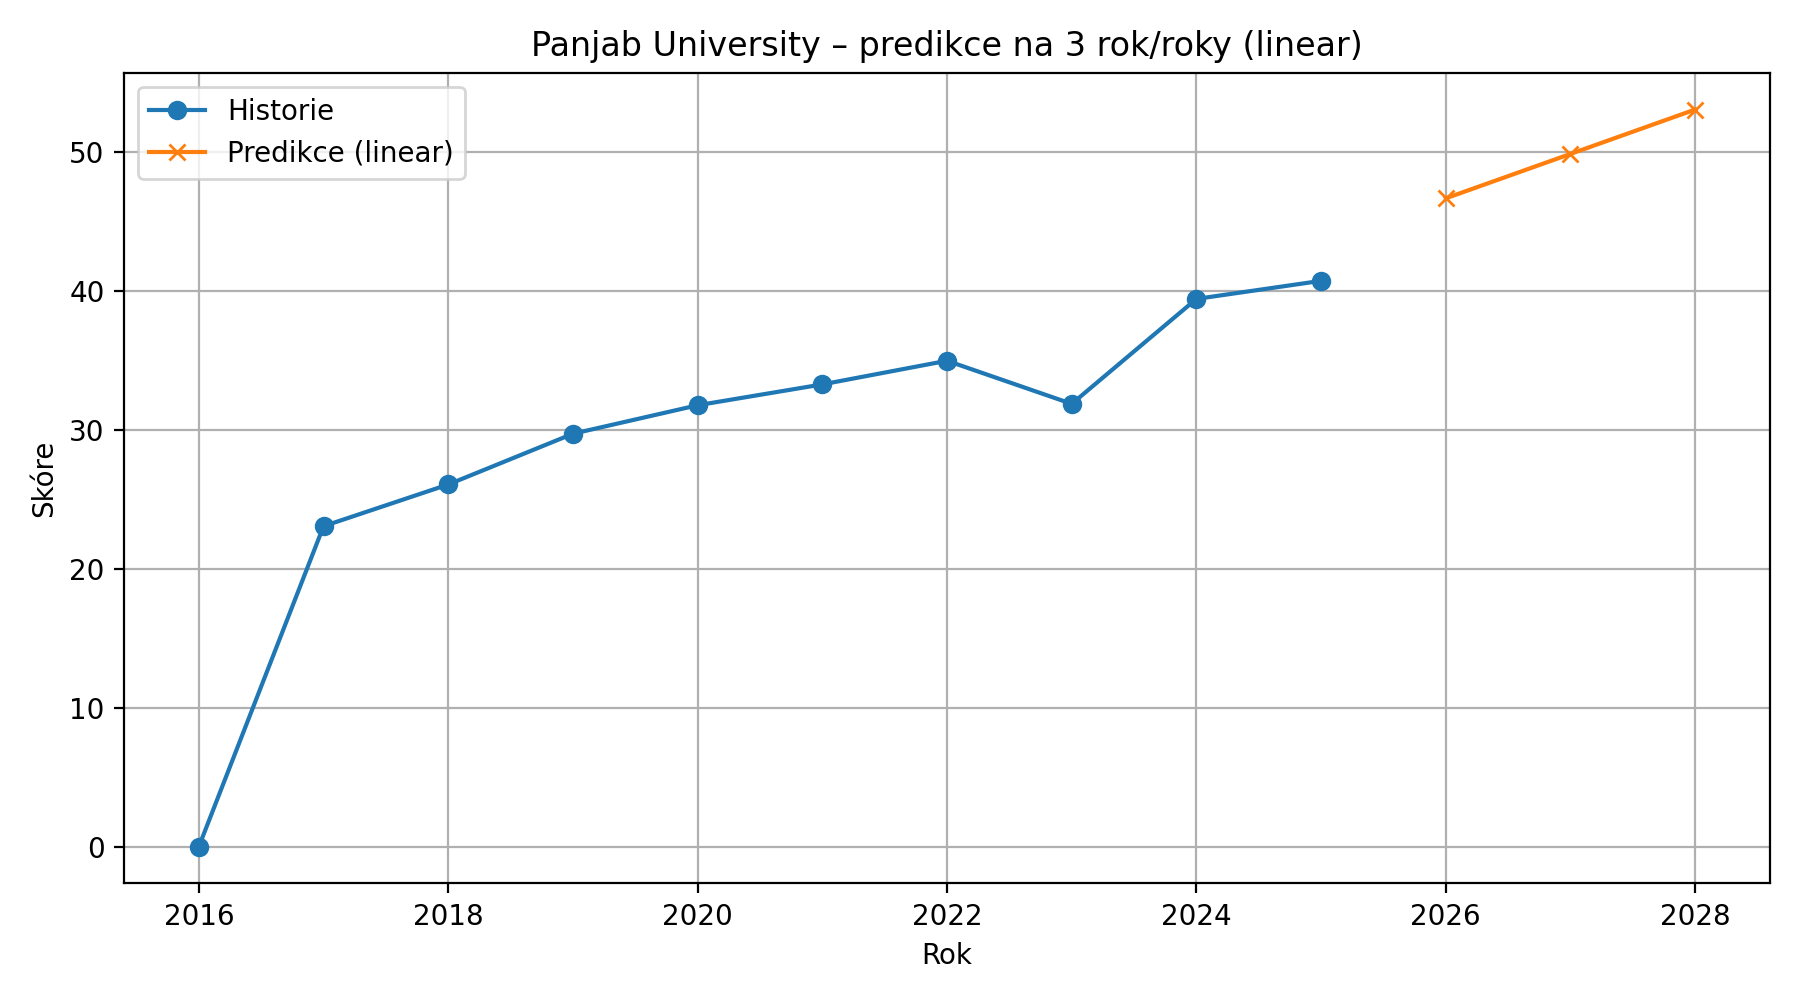 Panjab University – predikce na 3 rok/roky (linear)
Historie
Predikce (linear)
50
40
30
20
10
0
Skóre
2016 2018 2020 2022 2024 2026 2028
Rok